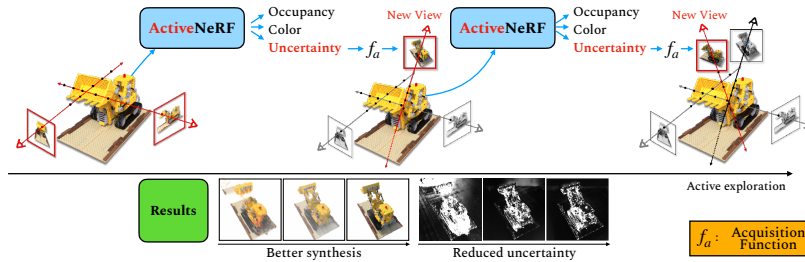 ActiveNeRF
Occupancy
Color
Uncertainty
f_a
New View
ActiveNeRF
Occupancy
Color
Uncertainty
f_a
New View
Active exploration
Results
Better synthesis
Reduced uncertainty
f_a : Acquisition
Function